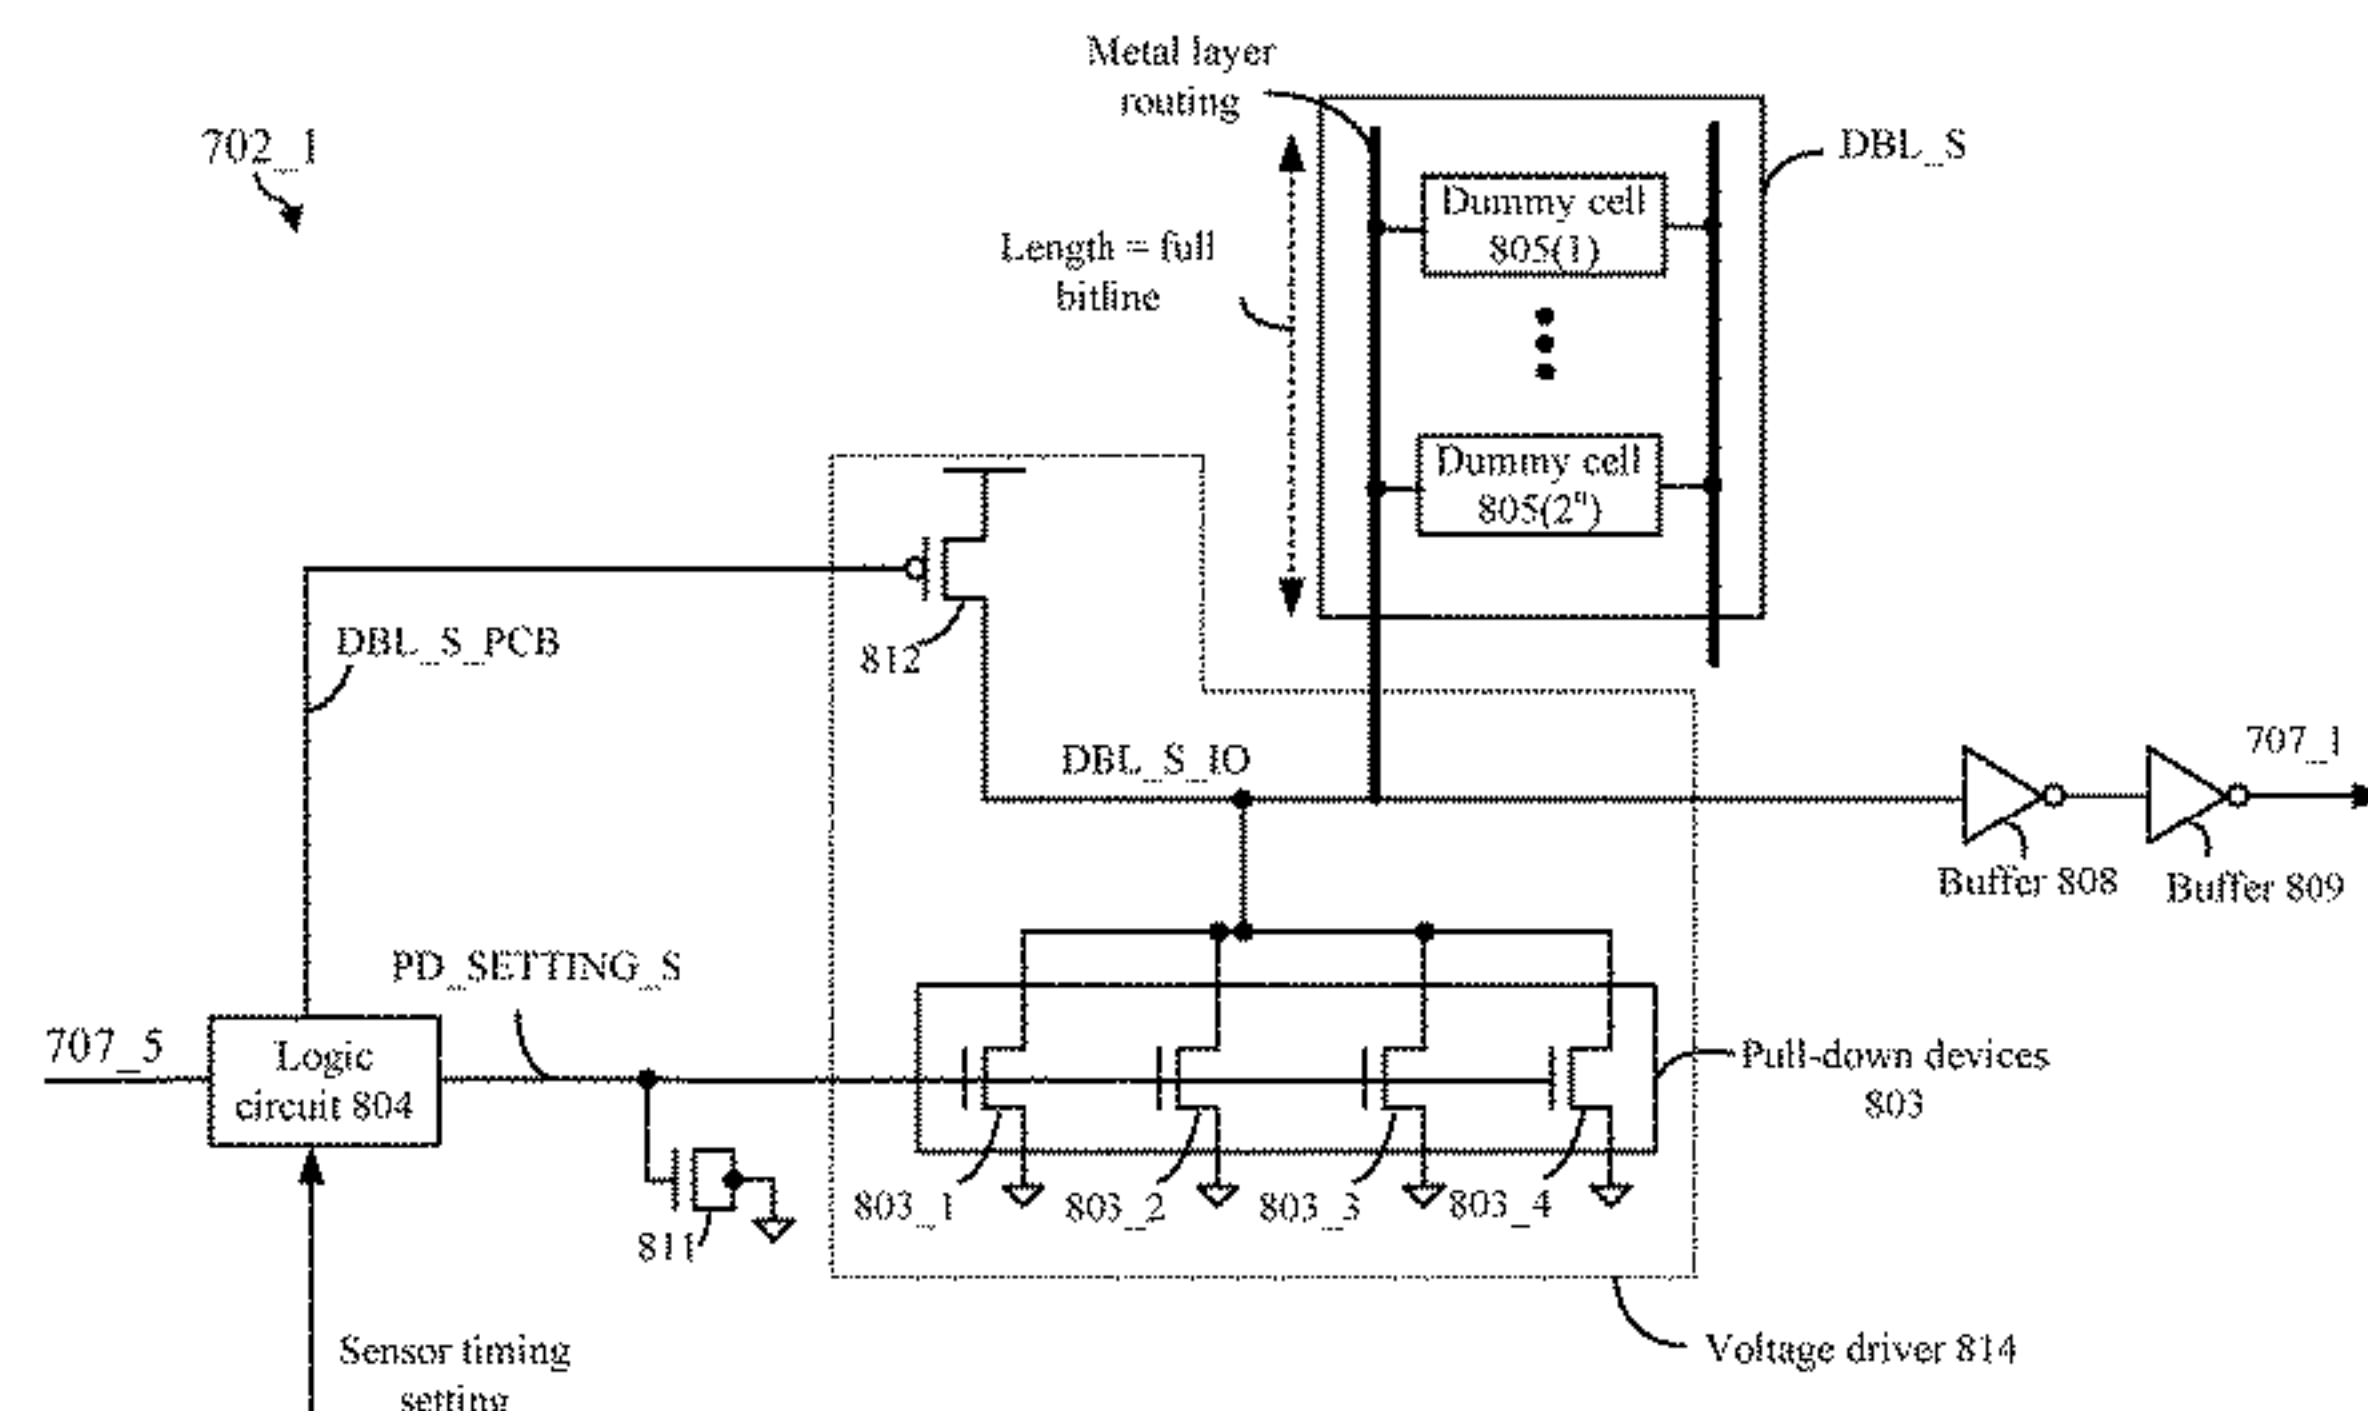 Metal layer
routing
702_1
DBL_S
Dummy cell
805(1)
Length = full
bitline
Dummy cell
805(2ⁿ)
812
DBL_S_PCB
DBL_S_IO
707_1
Buffer 808
Buffer 809
PD_SETTING_S
707_5
Logic
circuit 804
Pull-down devices
803
803_1
803_2
803_3
803_4
811
Sensor timing
setting
Voltage driver 814